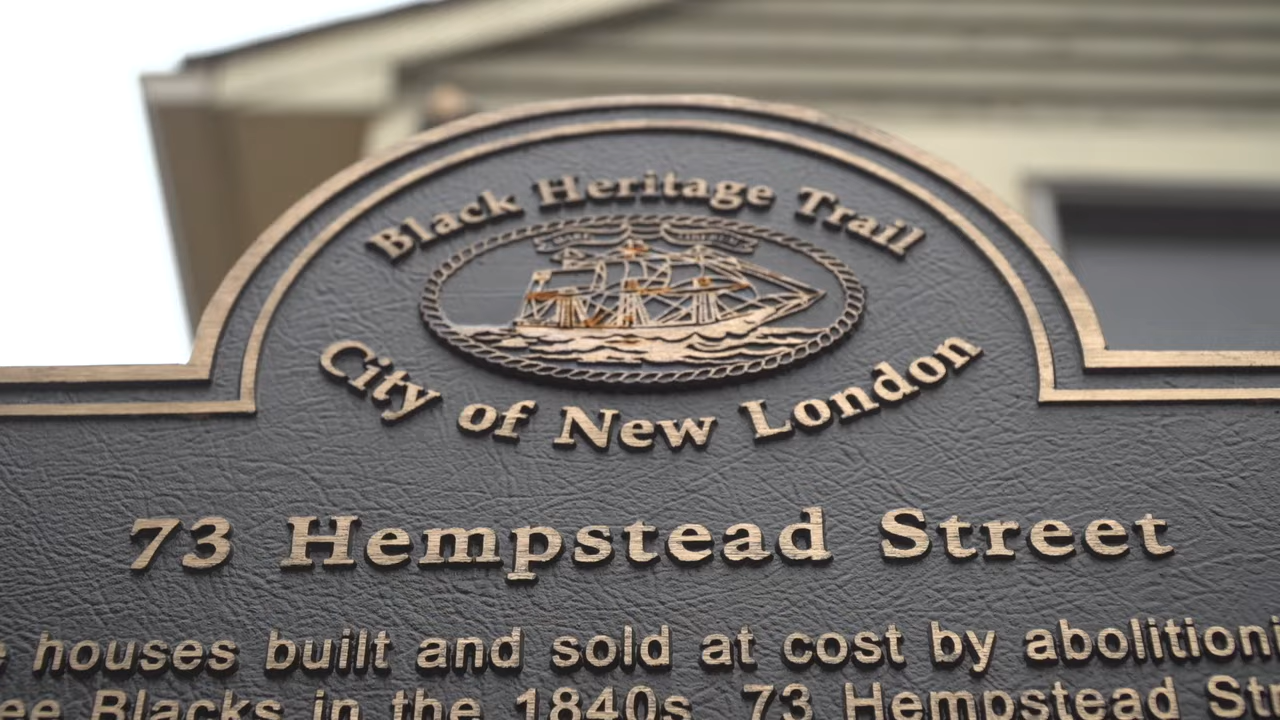 Black Heritage Trail
City of New London
73 Hempstead Street
houses built and sold at cost by abolitioni
ee Blacks in the 1840s 73 Hempstead Str